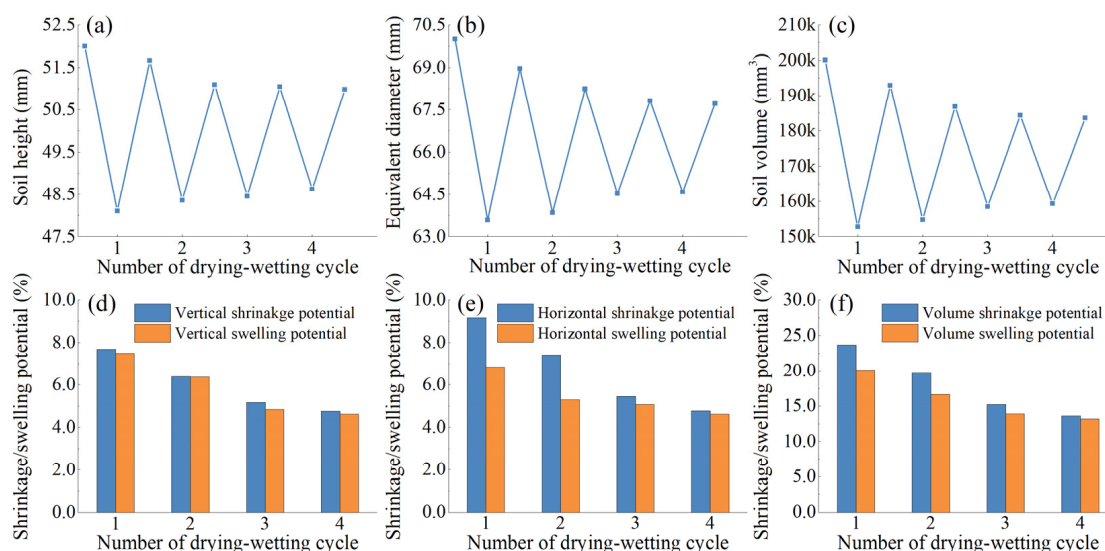 (a)
Soil height (mm)
52.5
51.5
50.5
49.5
48.5
47.5
1 2 3 4
Number of drying-wetting cycle
(b)
Equivalent diameter (mm)
70.5
69.0
67.5
66.0
64.5
63.0
1 2 3 4
Number of drying-wetting cycle
(c)
Soil volume (mm³)
210k
200k
190k
180k
170k
160k
150k
1 2 3 4
Number of drying-wetting cycle
(d)
Shrinkage/swelling potential (%)
Vertical shrinakge potential
Vertical swelling potential
10.0
8.0
6.0
4.0
2.0
0.0
1 2 3 4
Number of drying-wetting cycle
(e)
Shrinkage/swelling potential (%)
Horizontal shrinakge potential
Horizontal swelling potential
10.0
8.0
6.0
4.0
2.0
0.0
1 2 3 4
Number of drying-wetting cycle
(f)
Shrinkage/swelling potential (%)
Volume shrinakge potential
Volume swelling potential
30.0
25.0
20.0
15.0
10.0
5.0
0.0
1 2 3 4
Number of drying-wetting cycle